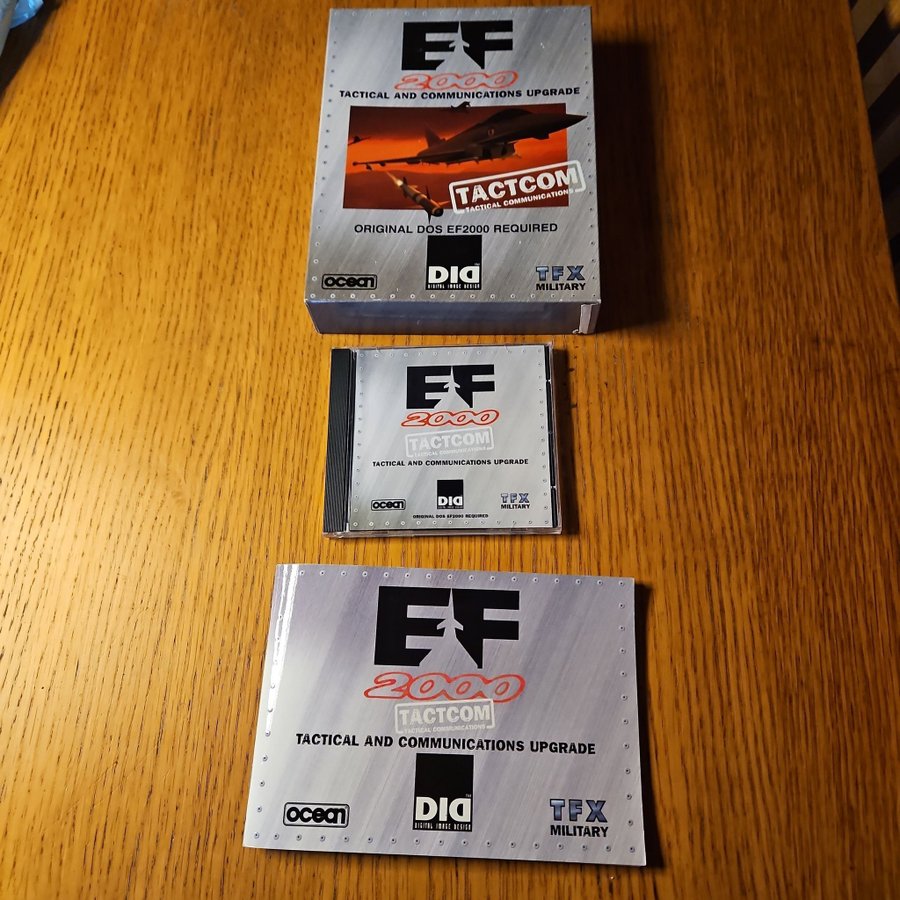 EF
2000
TACTICAL AND COMMUNICATIONS UPGRADE
TACTCOM
TACTICAL COMMUNICATIONS
ORIGINAL DOS EF2000 REQUIRED
ocean
DID
DIGITAL IMAGE DESIGN
TFX
MILITARY
EF
2000
TACTCOM
TACTICAL COMMUNICATIONS
TACTICAL AND COMMUNICATIONS UPGRADE
ocean
DID
TFX
MILITARY
ORIGINAL DOS EF2000 REQUIRED
EF
2000
TACTCOM
TACTICAL COMMUNICATIONS
TACTICAL AND COMMUNICATIONS UPGRADE
ocean
DID
DIGITAL IMAGE DESIGN
TFX
MILITARY